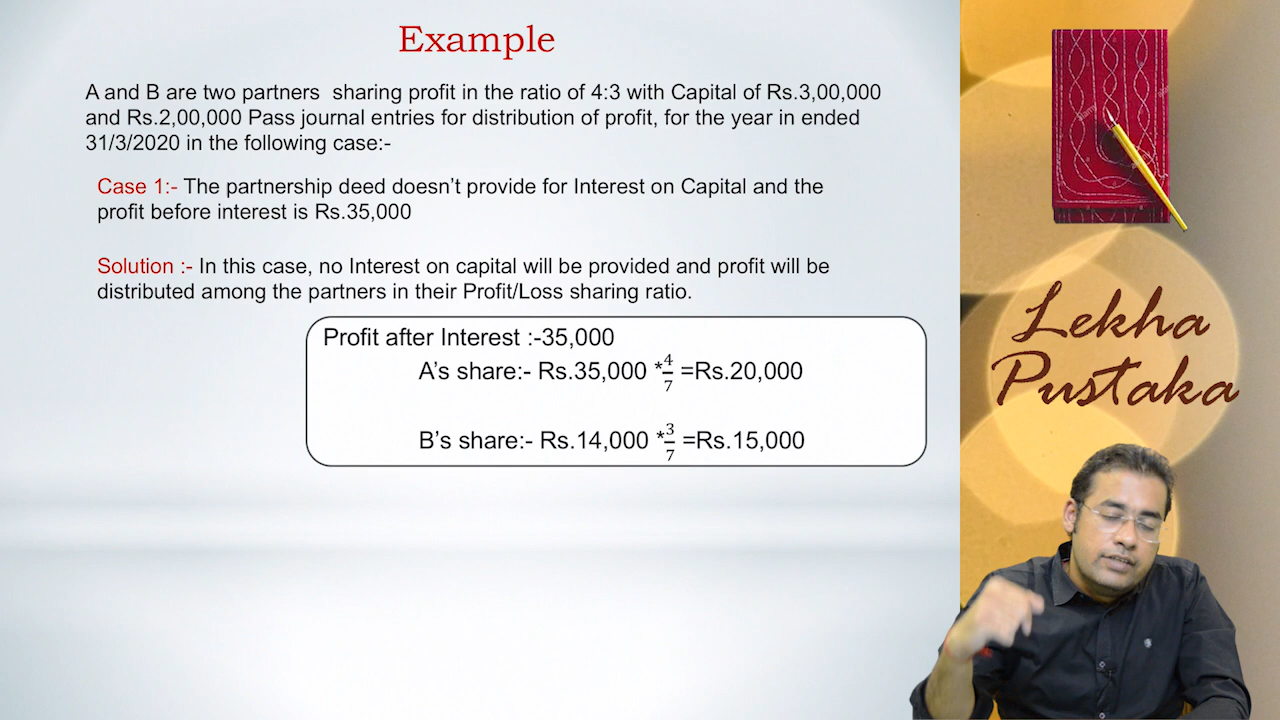 Example
A and B are two partners sharing profit in the ratio of 4:3 with Capital of Rs.3,00,000
and Rs.2,00,000 Pass journal entries for distribution of profit, for the year in ended
31/3/2020 in the following case:-
Case 1:- The partnership deed doesn’t provide for Interest on Capital and the
profit before interest is Rs.35,000
Solution :- In this case, no Interest on capital will be provided and profit will be
distributed among the partners in their Profit/Loss sharing ratio.
Profit after Interest :-35,000
A’s share:- Rs.35,000 *4/7 =Rs.20,000
B’s share:- Rs.14,000 *3/7 =Rs.15,000
Lekha
Pustaka